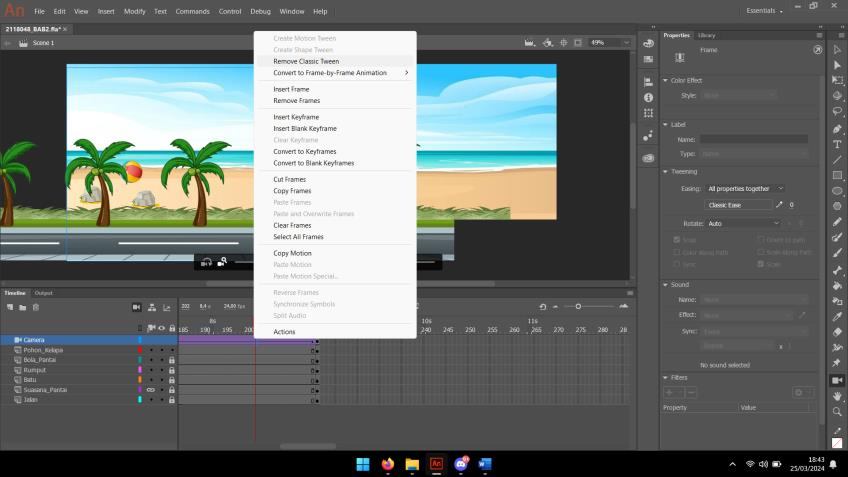 An File Edit View Insert Modify Text Commands Control Debug Window Help
Essentials
2118048_BAB2.fla* ×
Scene 1
49%
Create Motion Tween
Create Shape Tween
Remove Classic Tween
Convert to Frame-by-Frame Animation
Insert Frame
Remove Frames
Insert Keyframe
Insert Blank Keyframe
Clear Keyframe
Convert to Keyframes
Convert to Blank Keyframes
Cut Frames
Copy Frames
Paste Frames
Paste and Overwrite Frames
Clear Frames
Select All Frames
Copy Motion
Paste Motion
Paste Motion Special...
Reverse Frames
Synchronize Symbols
Split Audio
Actions
Properties Library
Frame
Color Effect
Style: None
Label
Name:
Type: Name
Tweening
Easing: All properties together
Classic Ease 0
Rotate: Auto
Snap Orient to path
Color Along Path Scale Along Path
Sync Scale
Sound
Name: None
Effect: None
Sync: Event
Repeat x 1
No sound selected
Filters
Property Value
Timeline Output
202 8,4 s 24,00 fps
8s 10s 11s
185 190 195 200 240 245 250 255 260 265 270 275 280 28
Camera
Pohon_Kelapa
Bola_Pantai
Rumput
Batu
Suasana_Pantai
Jalan
An
18:43
25/03/2024